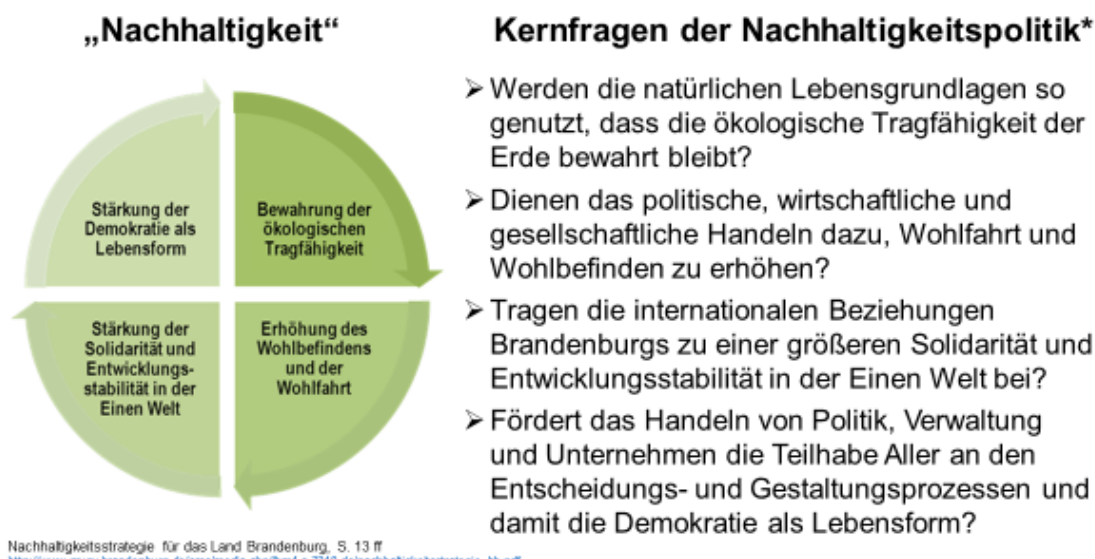 „Nachhaltigkeit“
Kernfragen der Nachhaltigkeitspolitik*
Stärkung der
Demokratie als
Lebensform
Bewahrung der
ökologischen
Tragfähigkeit
Stärkung der
Solidarität und
Entwicklungs-
stabilität in der
Einen Welt
Erhöhung des
Wohlbefindens
und der
Wohlfahrt
➢ Werden die natürlichen Lebensgrundlagen so
genutzt, dass die ökologische Tragfähigkeit der
Erde bewahrt bleibt?
➢ Dienen das politische, wirtschaftliche und
gesellschaftliche Handeln dazu, Wohlfahrt und
Wohlbefinden zu erhöhen?
➢ Tragen die internationalen Beziehungen
Brandenburgs zu einer größeren Solidarität und
Entwicklungsstabilität in der Einen Welt bei?
➢ Fördert das Handeln von Politik, Verwaltung
und Unternehmen die Teilhabe Aller an den
Entscheidungs- und Gestaltungsprozessen und
damit die Demokratie als Lebensform?
Nachhaltigkeitsstrategie für das Land Brandenburg, S. 13 ff